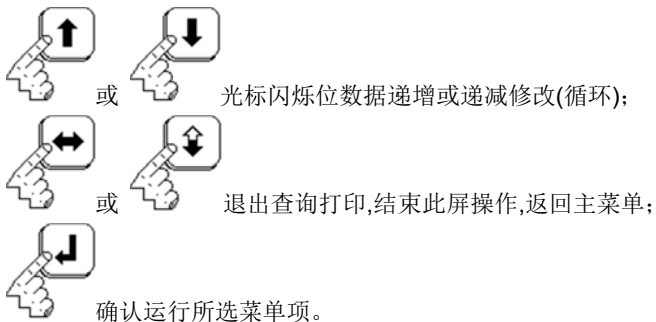 或 光标闪烁位数据递增或递减修改(循环);
或 退出查询打印,结束此屏操作,返回主菜单;
确认运行所选菜单项。